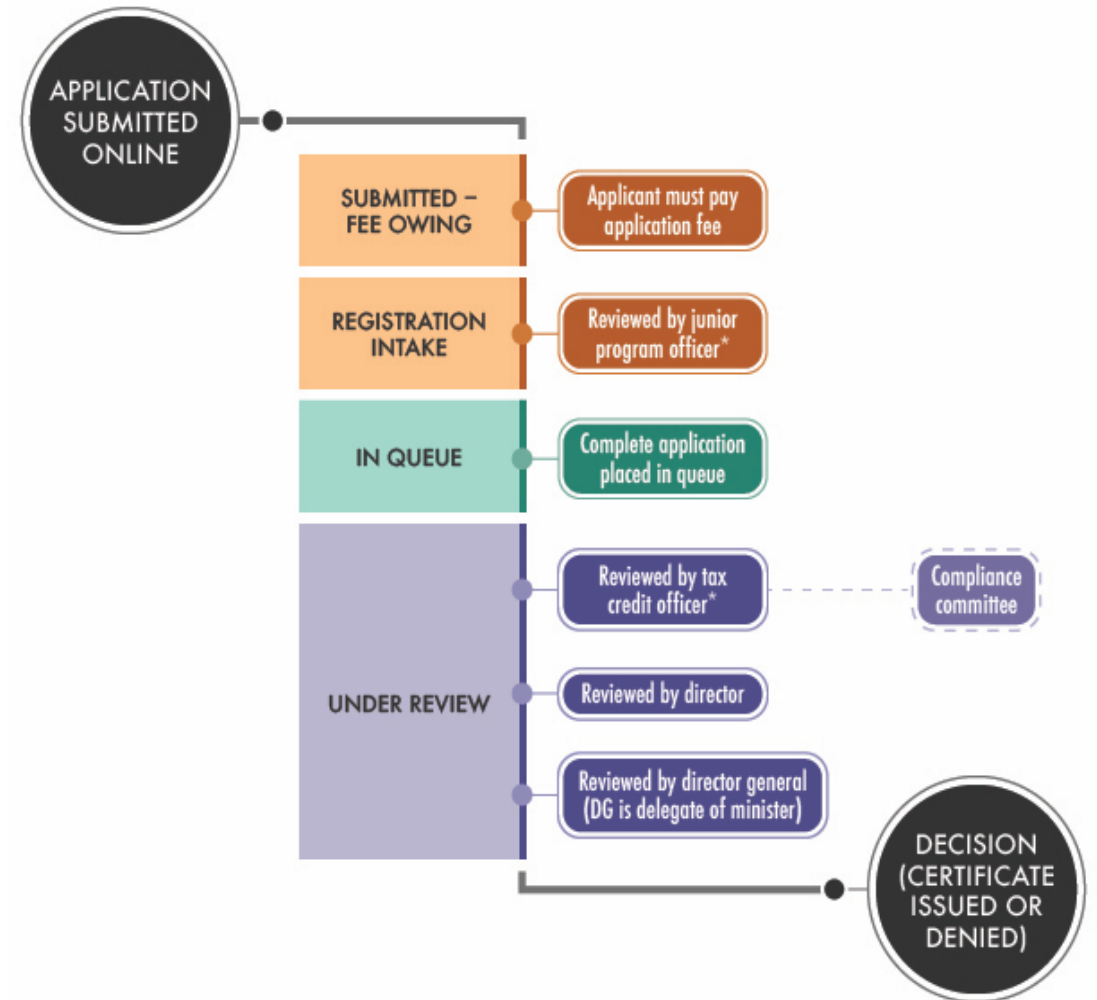 APPLICATION
SUBMITTED
ONLINE
SUBMITTED –
FEE OWING
Applicant must pay
application fee
REGISTRATION
INTAKE
Reviewed by junior
program officer*
IN QUEUE
Complete application
placed in queue
UNDER REVIEW
Reviewed by tax
credit officer*
Compliance
committee
Reviewed by director
Reviewed by director general
(DG is delegate of minister)
DECISION
(CERTIFICATE
ISSUED OR
DENIED)